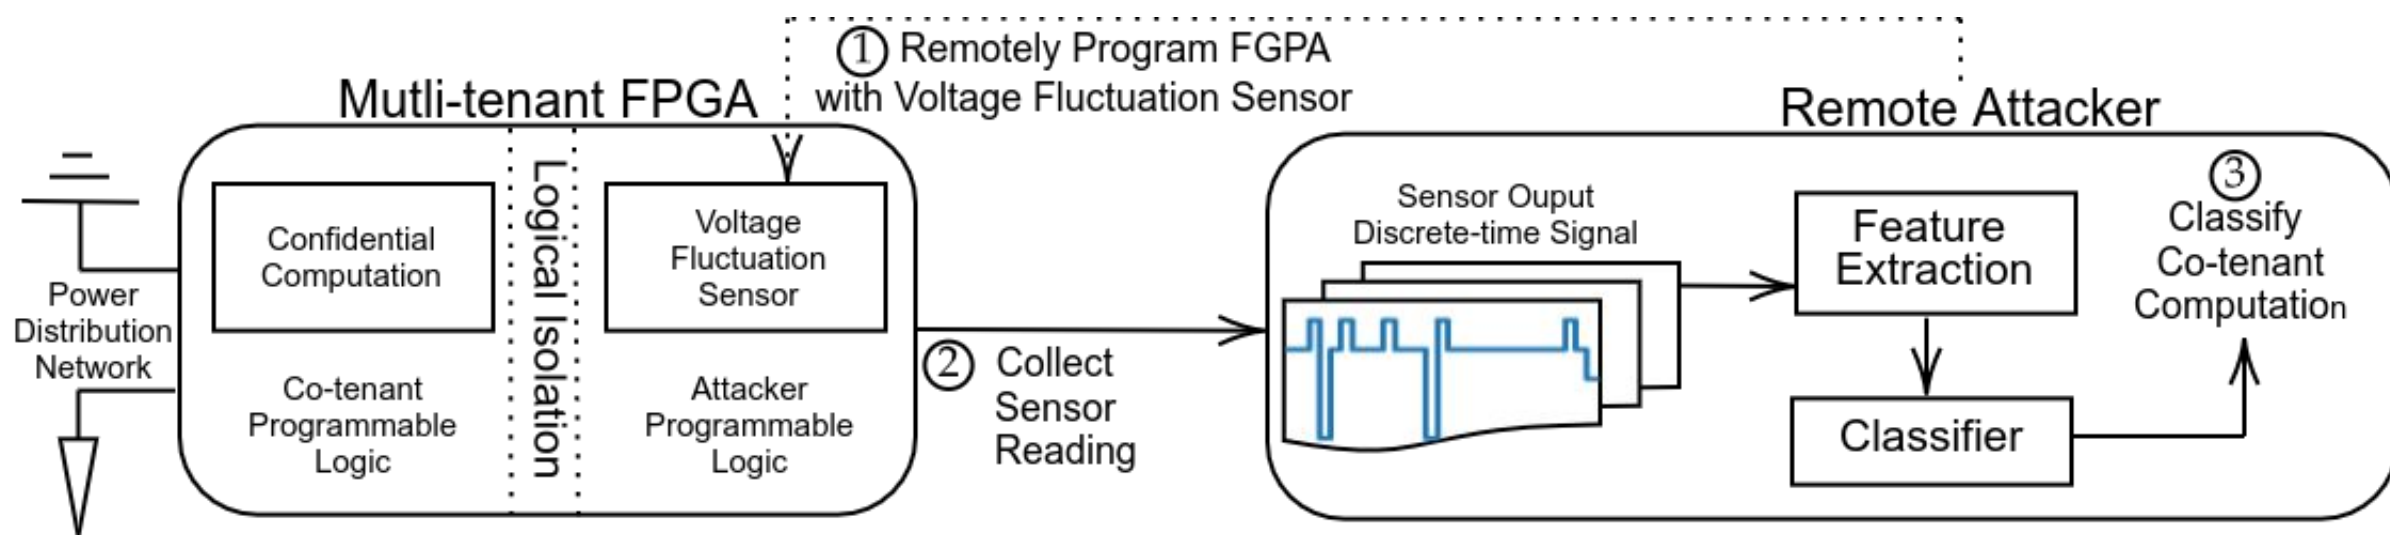 ① Remotely Program FGPA
with Voltage Fluctuation Sensor
Mutli-tenant FPGA
Remote Attacker
Power
Distribution
Network
Confidential
Computation
Co-tenant
Programmable
Logic
Logical Isolation
Voltage
Fluctuation
Sensor
Attacker
Programmable
Logic
② Collect
Sensor
Reading
Sensor Ouput
Discrete-time Signal
Feature
Extraction
Classifier
③
Classify
Co-tenant
Computation